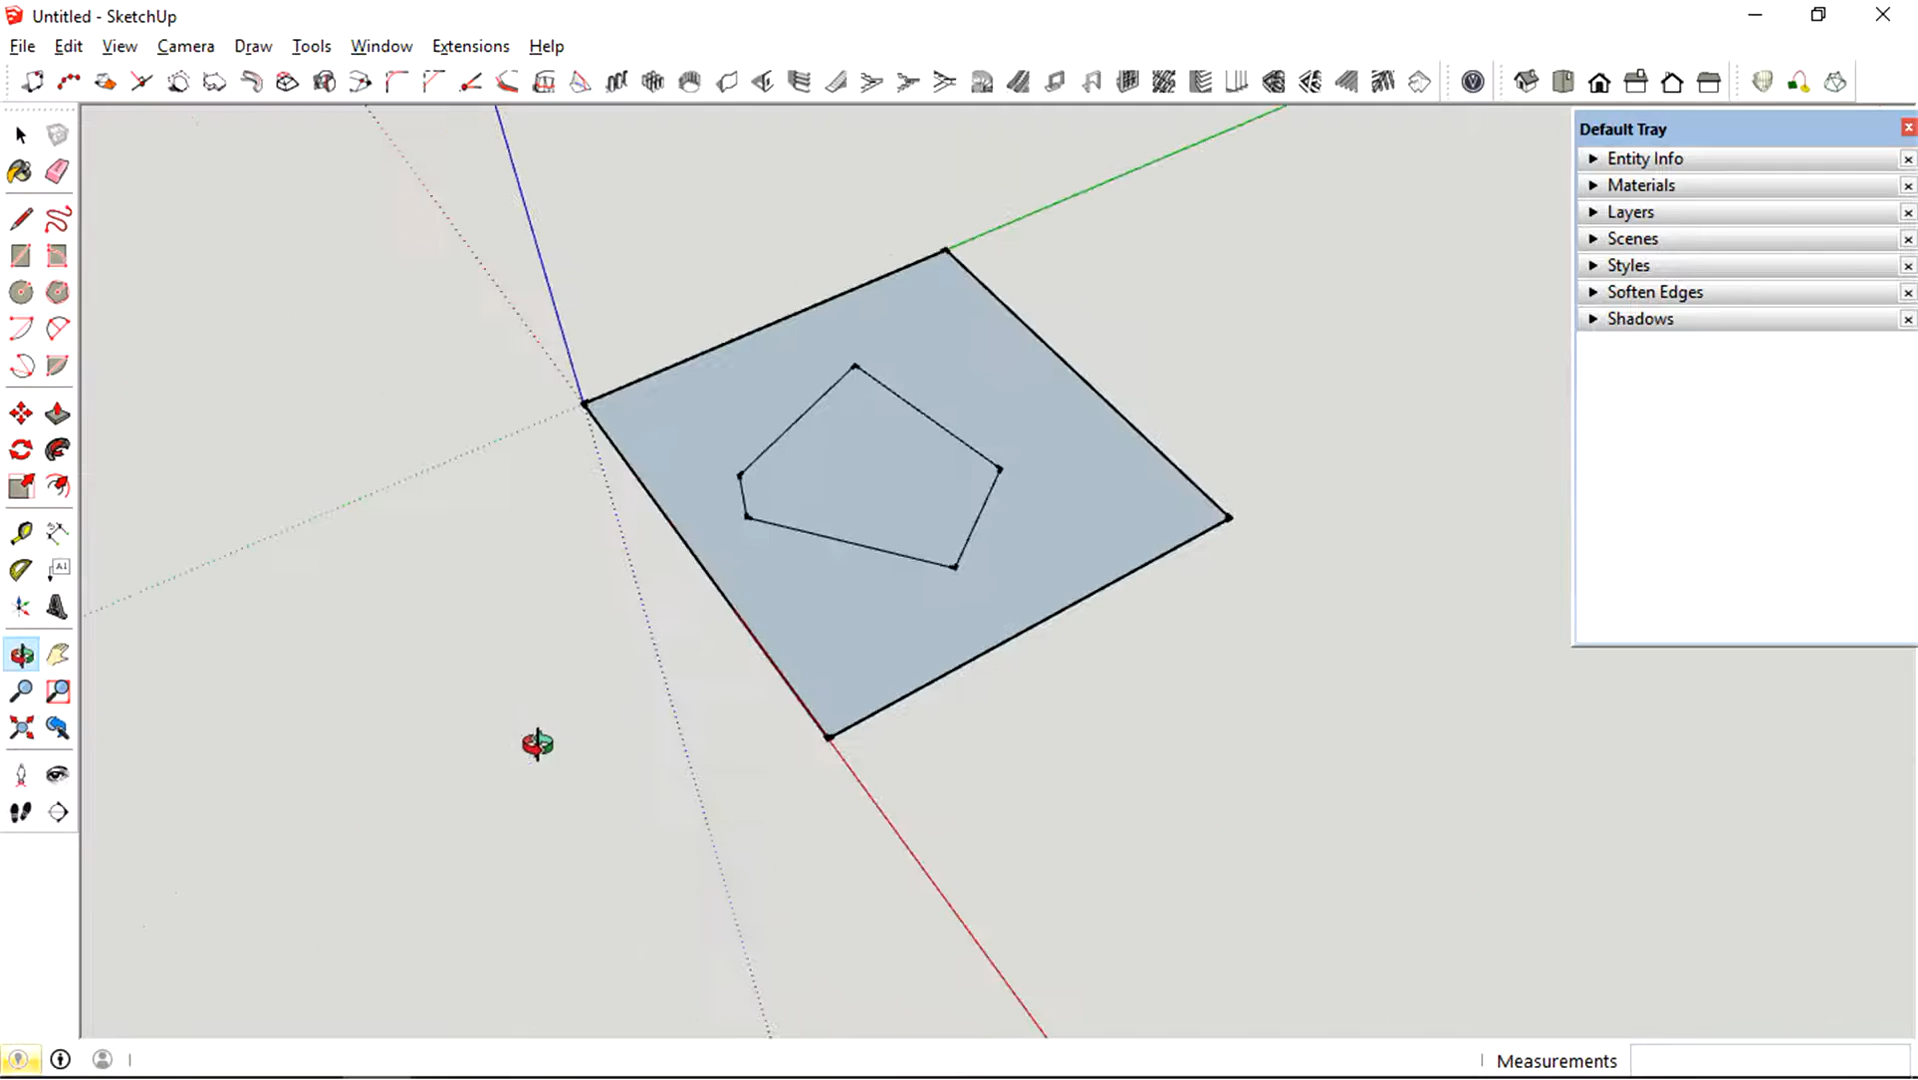 Untitled - SketchUp
File Edit View Camera Draw Tools Window Extensions Help
Default Tray
Entity Info
Materials
Layers
Scenes
Styles
Soften Edges
Shadows
A1
Measurements